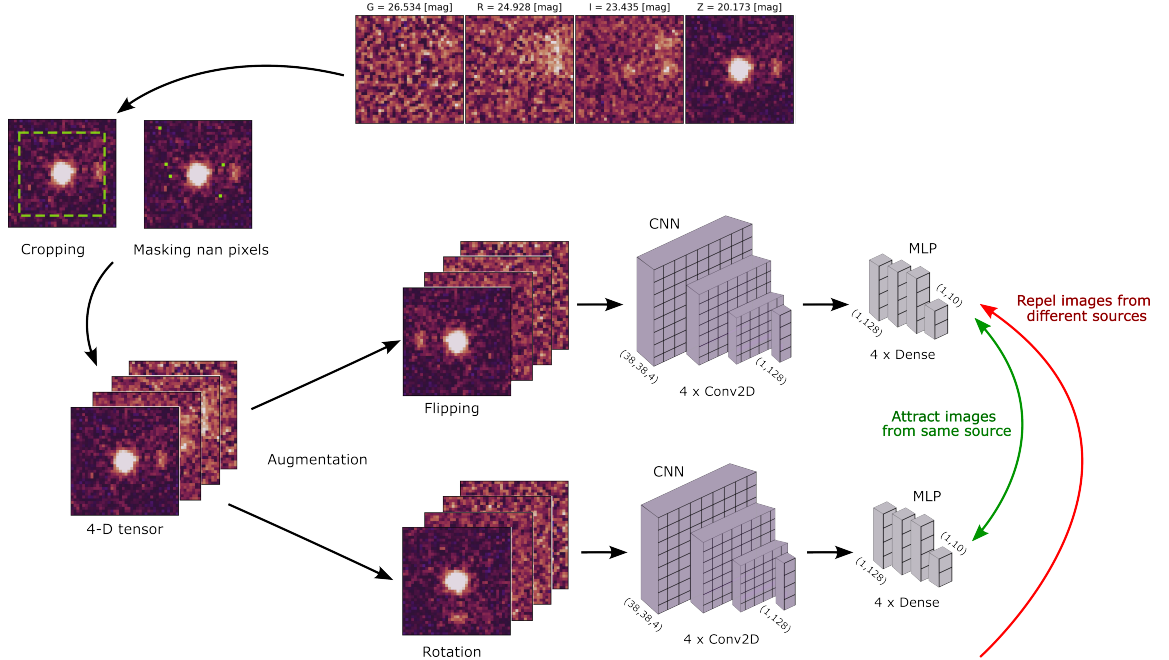 G = 26.534 [mag]
R = 24.928 [mag]
I = 23.435 [mag]
Z = 20.173 [mag]
Cropping
Masking nan pixels
4-D tensor
Augmentation
Flipping
CNN
(38,38,4)
(1,128)
4 x Conv2D
MLP
(1,128)
(1,10)
4 x Dense
Repel images from
different sources
Attract images
from same source
Rotation
CNN
(38,38,4)
(1,128)
4 x Conv2D
MLP
(1,128)
(1,10)
4 x Dense